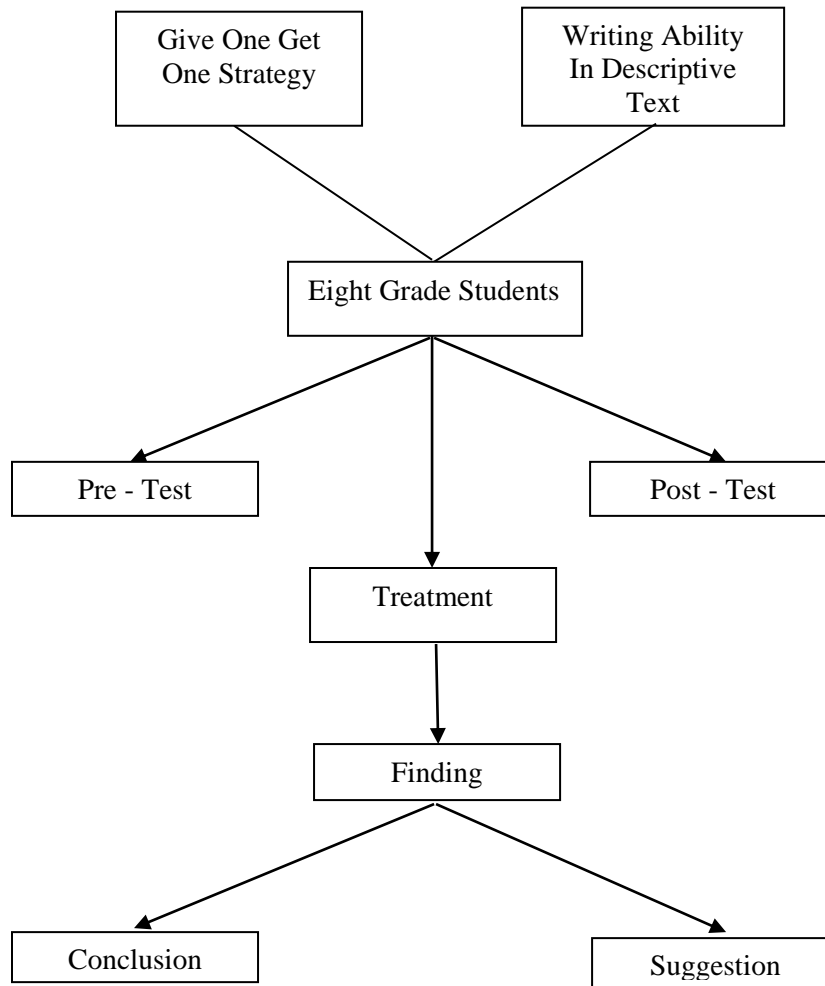 Give One Get
One Strategy
Writing Ability
In Descriptive
Text
Eight Grade Students
Pre - Test
Post - Test
Treatment
Finding
Conclusion
Suggestion